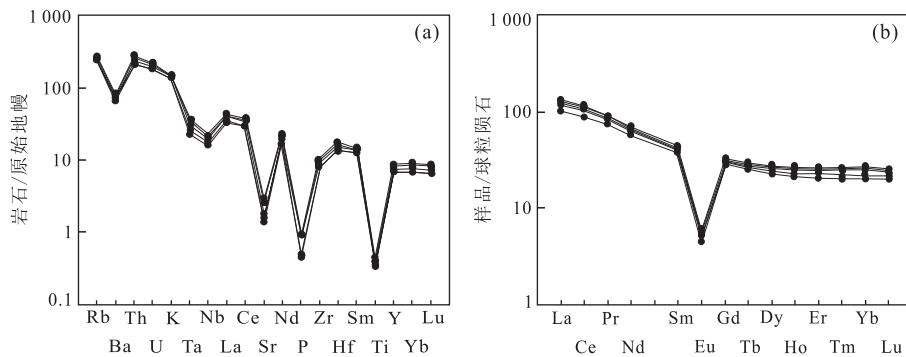 1 000
(a)
100
10
1
0.1
岩石/原始地幔
Rb Th K Nb Ce Nd Zr Sm Y Lu
Ba U Ta La Sr P Hf Ti Yb
1 000
(b)
100
10
1
样品/球粒陨石
La Pr Sm Gd Dy Er Yb
Ce Nd Eu Tb Ho Tm Lu